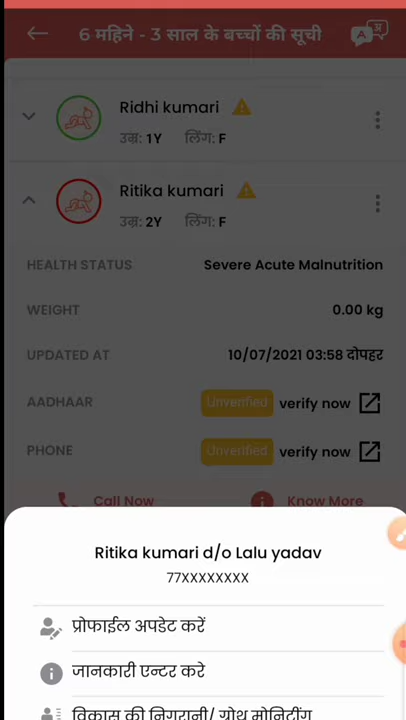 6 महिने - 3 साल के बच्चों की सूची
Ridhi kumari
उम्र: 1Y लिंग: F
Ritika kumari
उम्र: 2Y लिंग: F
HEALTH STATUS Severe Acute Malnutrition
WEIGHT 0.00 kg
UPDATED AT 10/07/2021 03:58 दोपहर
AADHAAR Unverified verify now
PHONE Unverified verify now
Call Now Know More
Ritika kumari d/o Lalu yadav
77XXXXXXXX
प्रोफाईल अपडेट करें
जानकारी एन्टर करे
विकास की निगरानी/ ग्रोथ मोनिटरिंग